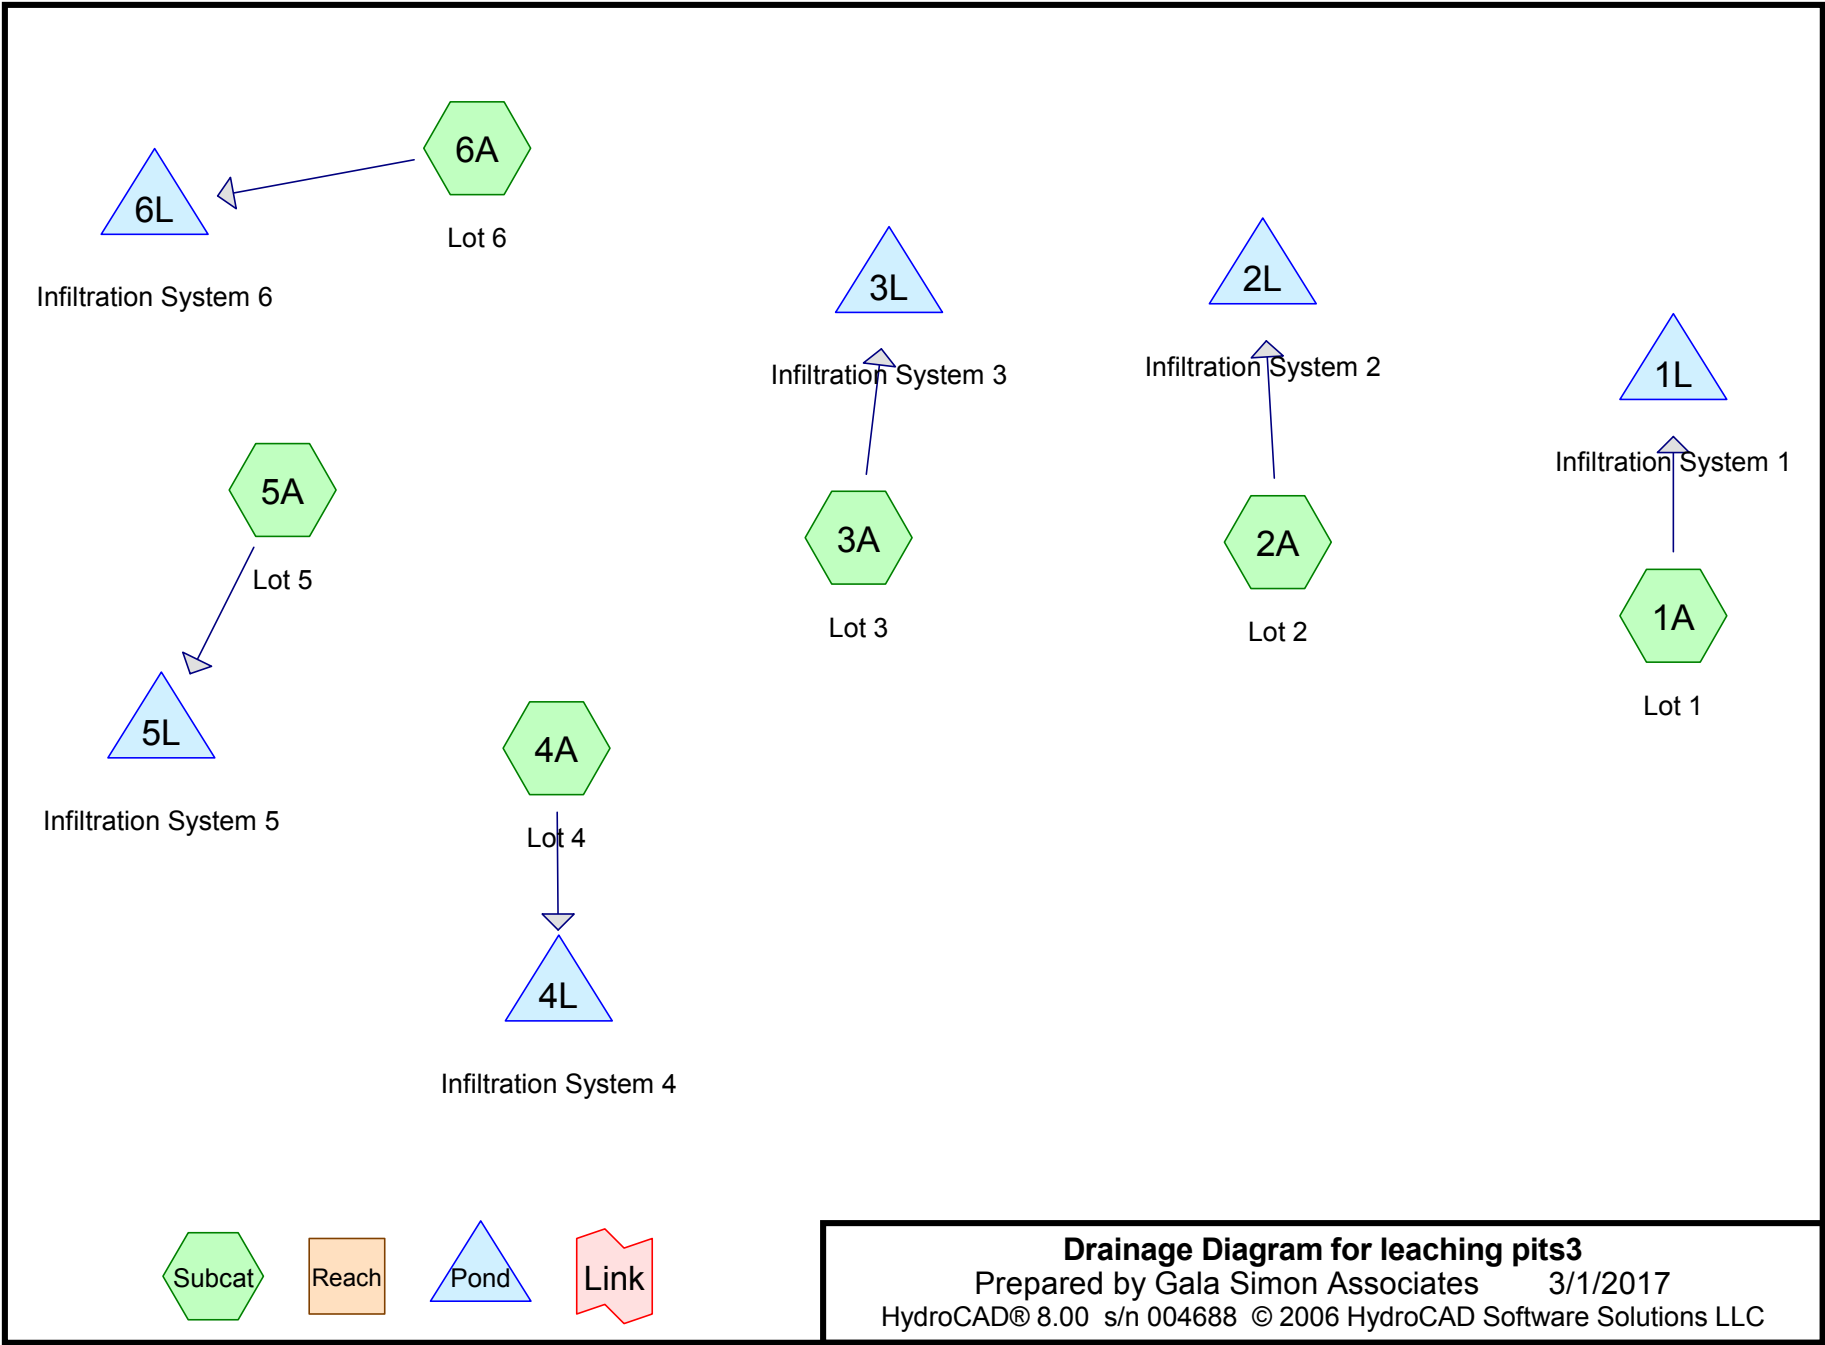 6A
6L
Lot 6
Infiltration System 6
3L
2L
Infiltration System 3
Infiltration System 2
1L
Infiltration System 1
5A
3A
2A
Lot 5
Lot 3
Lot 2
1A
Lot 1
5L
4A
Infiltration System 5
Lot 4
4L
Infiltration System 4
Subcat
Reach
Pond
Link
Drainage Diagram for leaching pits3
Prepared by Gala Simon Associates 3/1/2017
HydroCAD® 8.00 s/n 004688 © 2006 HydroCAD Software Solutions LLC